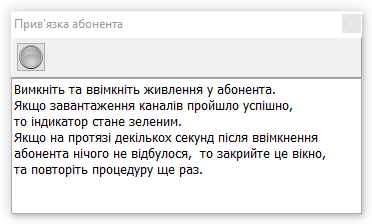 Прив'язка абонента
Вимкніть та ввімкніть живлення у абонента.
Якщо завантаження каналів пройшло успішно,
то індикатор стане зеленим.
Якщо на протязі декількох секунд після ввімкнення
абонента нічого не відбулося,  то закрийте це вікно,
та повторіть процедуру ще раз.